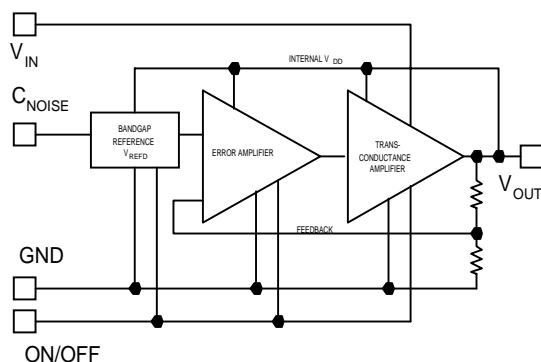 V_IN
INTERNAL V_DD
C_NOISE
BANDGAP
REFERENCE
V_REFD
ERROR AMPLIFIER
TRANS-
CONDUCTANCE
AMPLIFIER
V_OUT
FEEDBACK
GND
ON/OFF